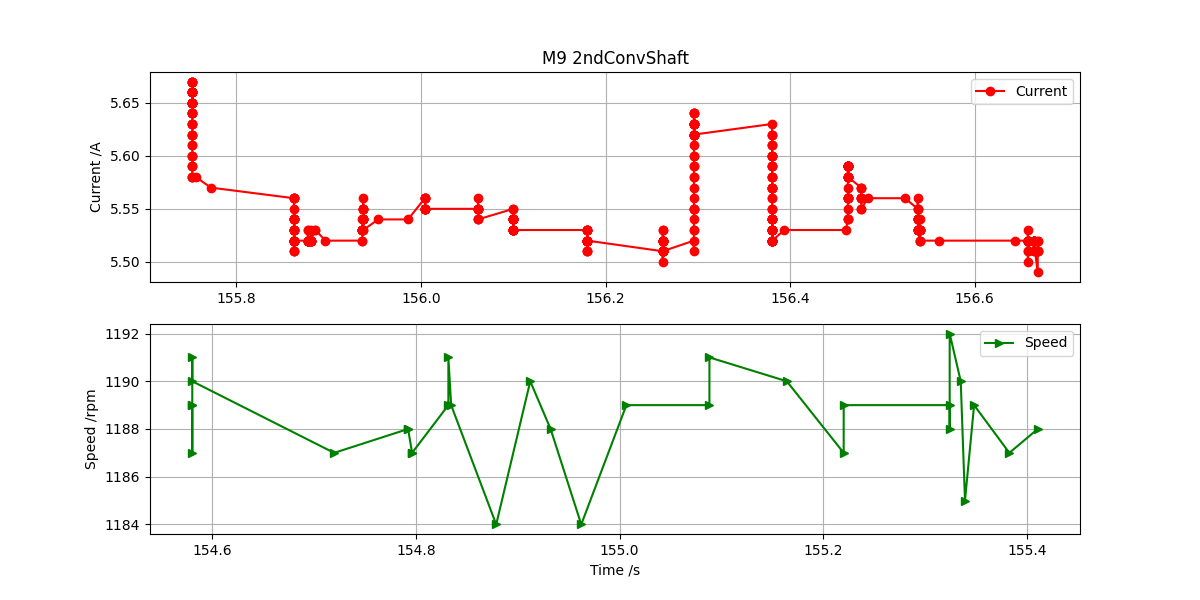 M9 2ndConvShaft
Current /A
5.65
5.60
5.55
5.50
Current
155.8 156.0 156.2 156.4 156.6
Speed /rpm
1192
1190
1188
1186
1184
Speed
154.6 154.8 155.0 155.2 155.4
Time /s